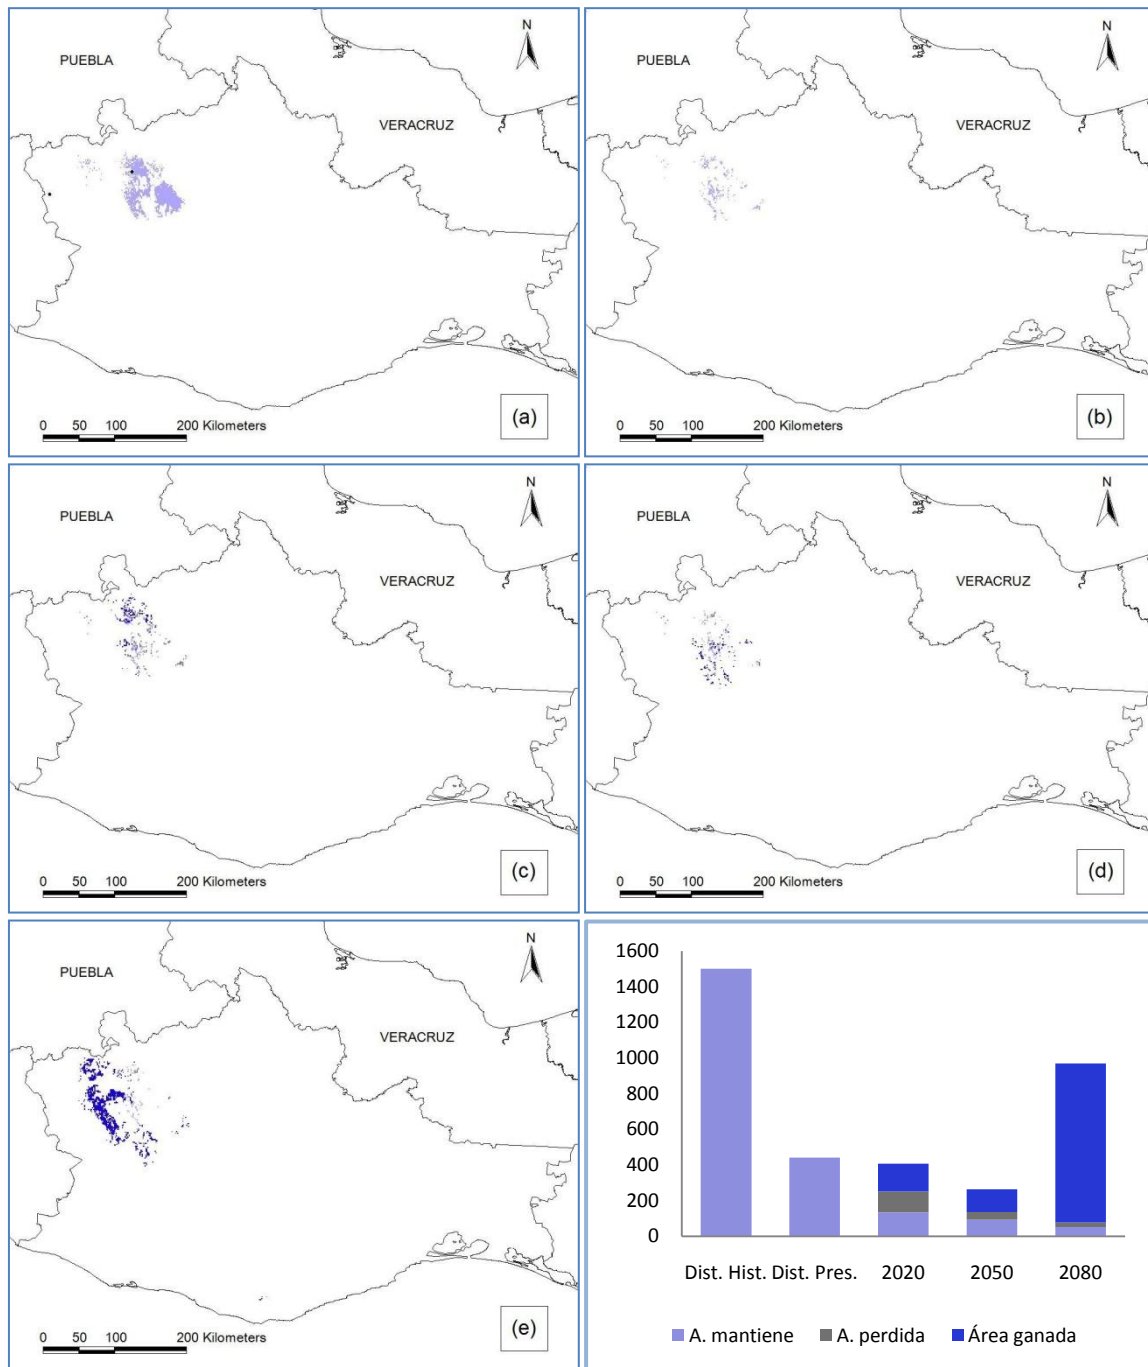 N
PUEBLA
VERACRUZ
0 50 100 200 Kilometers
(a)
N
PUEBLA
VERACRUZ
0 50 100 200 Kilometers
(b)
N
PUEBLA
VERACRUZ
0 50 100 200 Kilometers
(c)
N
PUEBLA
VERACRUZ
0 50 100 200 Kilometers
(d)
N
PUEBLA
VERACRUZ
0 50 100 200 Kilometers
(e)
1600
1400
1200
1000
800
600
400
200
0
Dist. Hist. Dist. Pres. 2020 2050 2080
A. mantiene A. perdida Área ganada